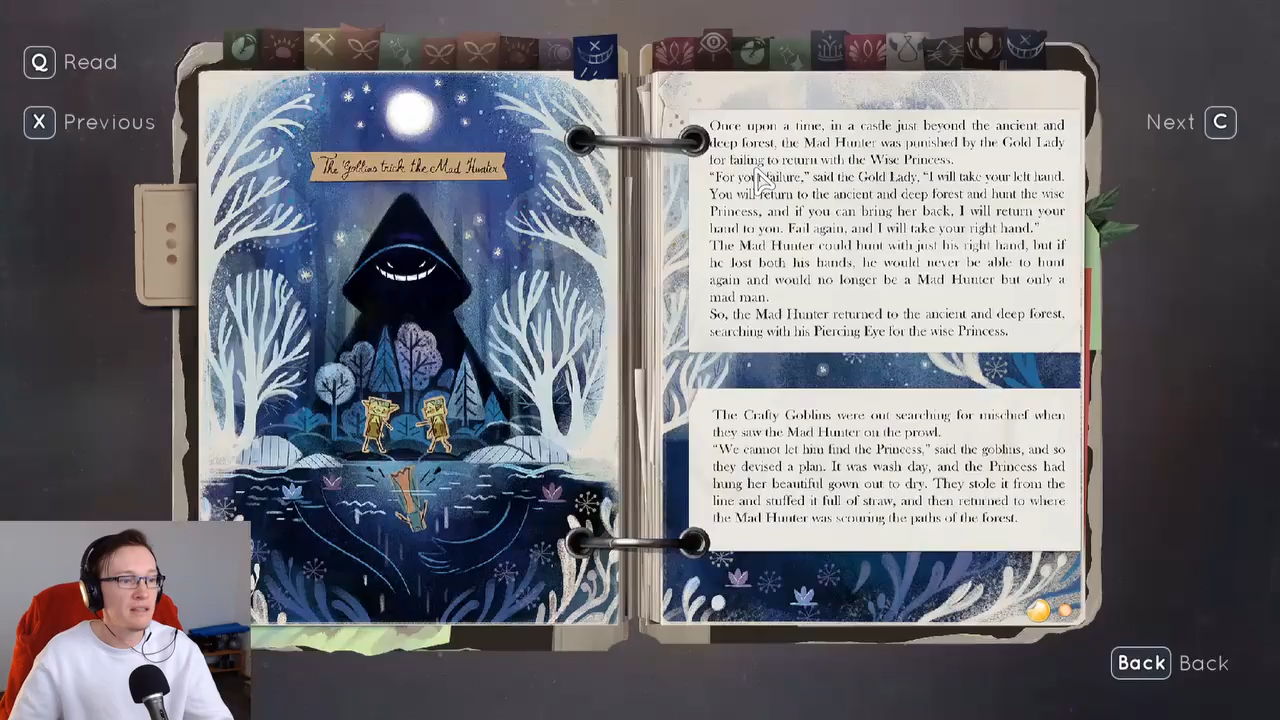 Q Read
X Previous
Next C
The Goblins trick the Mad Hunter
Once upon a time, in a castle just beyond the ancient and
deep forest, the Mad Hunter was punished by the Gold Lady
for failing to return with the Wise Princess.
“For your failure,” said the Gold Lady, “I will take your left hand.
You will return to the ancient and deep forest and hunt the wise
Princess, and if you can bring her back, I will return your
hand to you. Fail again, and I will take your right hand.”
The Mad Hunter could hunt with just his right hand, but if
he lost both his hands, he would never be able to hunt
again and would no longer be a Mad Hunter but only a
mad man.
So, the Mad Hunter returned to the ancient and deep forest,
searching with his Piercing Eye for the wise Princess.
The Crafty Goblins were out searching for mischief when
they saw the Mad Hunter on the prowl.
“We cannot let him find the Princess,” said the goblins, and so
they devised a plan. It was wash day, and the Princess had
hung her beautiful gown out to dry. They stole it from the
line and stuffed it full of straw, and then returned to where
the Mad Hunter was scouring the paths of the forest.
Back Back